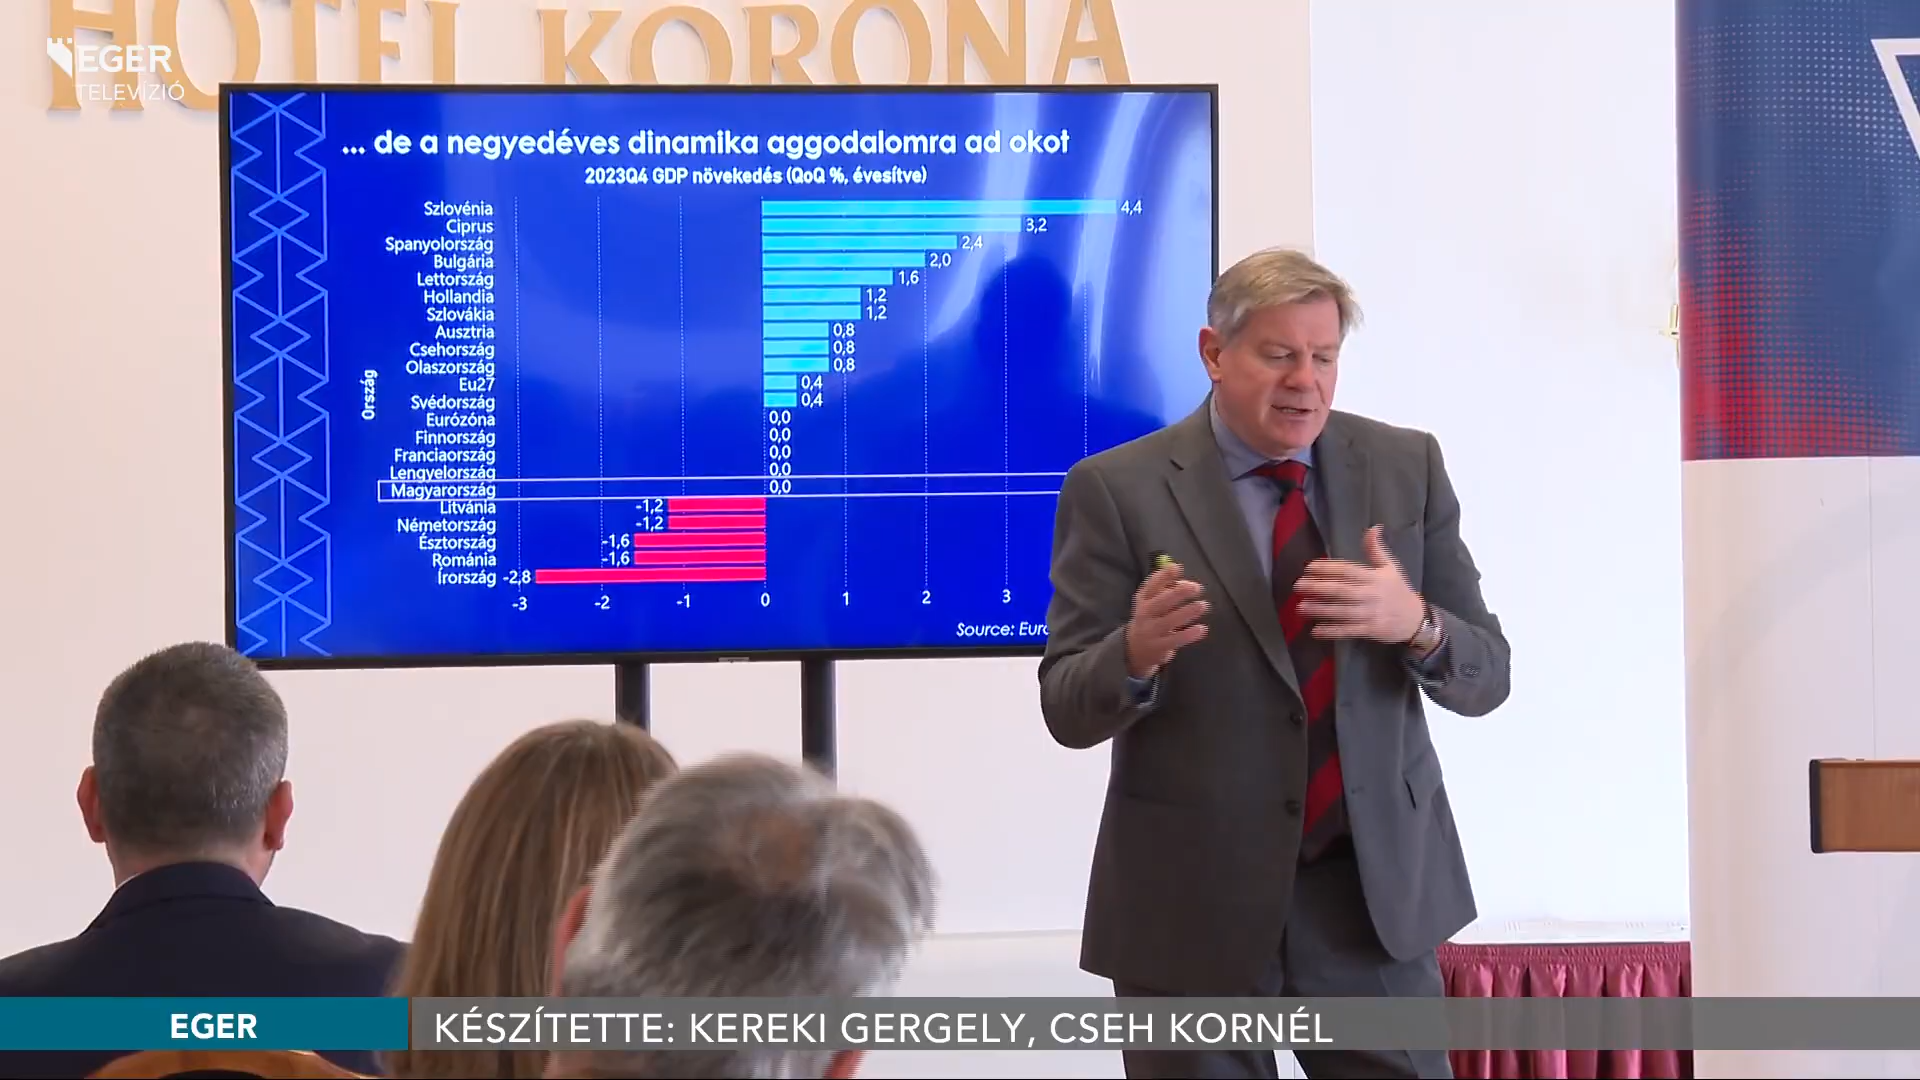 HOTEL KORONA
EGER
TELEVÍZIÓ
... de a negyedéves dinamika aggodalomra ad okot
2023Q4 GDP növekedés (QoQ %, évesítve)
Ország
Szlovénia 4,4
Ciprus 3,2
Spanyolország 2,4
Bulgária 2,0
Lettország 1,6
Hollandia 1,2
Szlovákia 1,2
Ausztria 0,8
Csehország 0,8
Olaszország 0,8
Eu27 0,4
Svédország 0,4
Eurózóna 0,0
Finnország 0,0
Franciaország 0,0
Lengyelország 0,0
Magyarország 0,0
Litvánia -1,2
Németország -1,2
Észtország -1,6
Románia -1,6
Írország -2,8
-3 -2 -1 0 1 2 3
Source: Euro
EGER
KÉSZÍTETTE: KEREKI GERGELY, CSEH KORNÉL